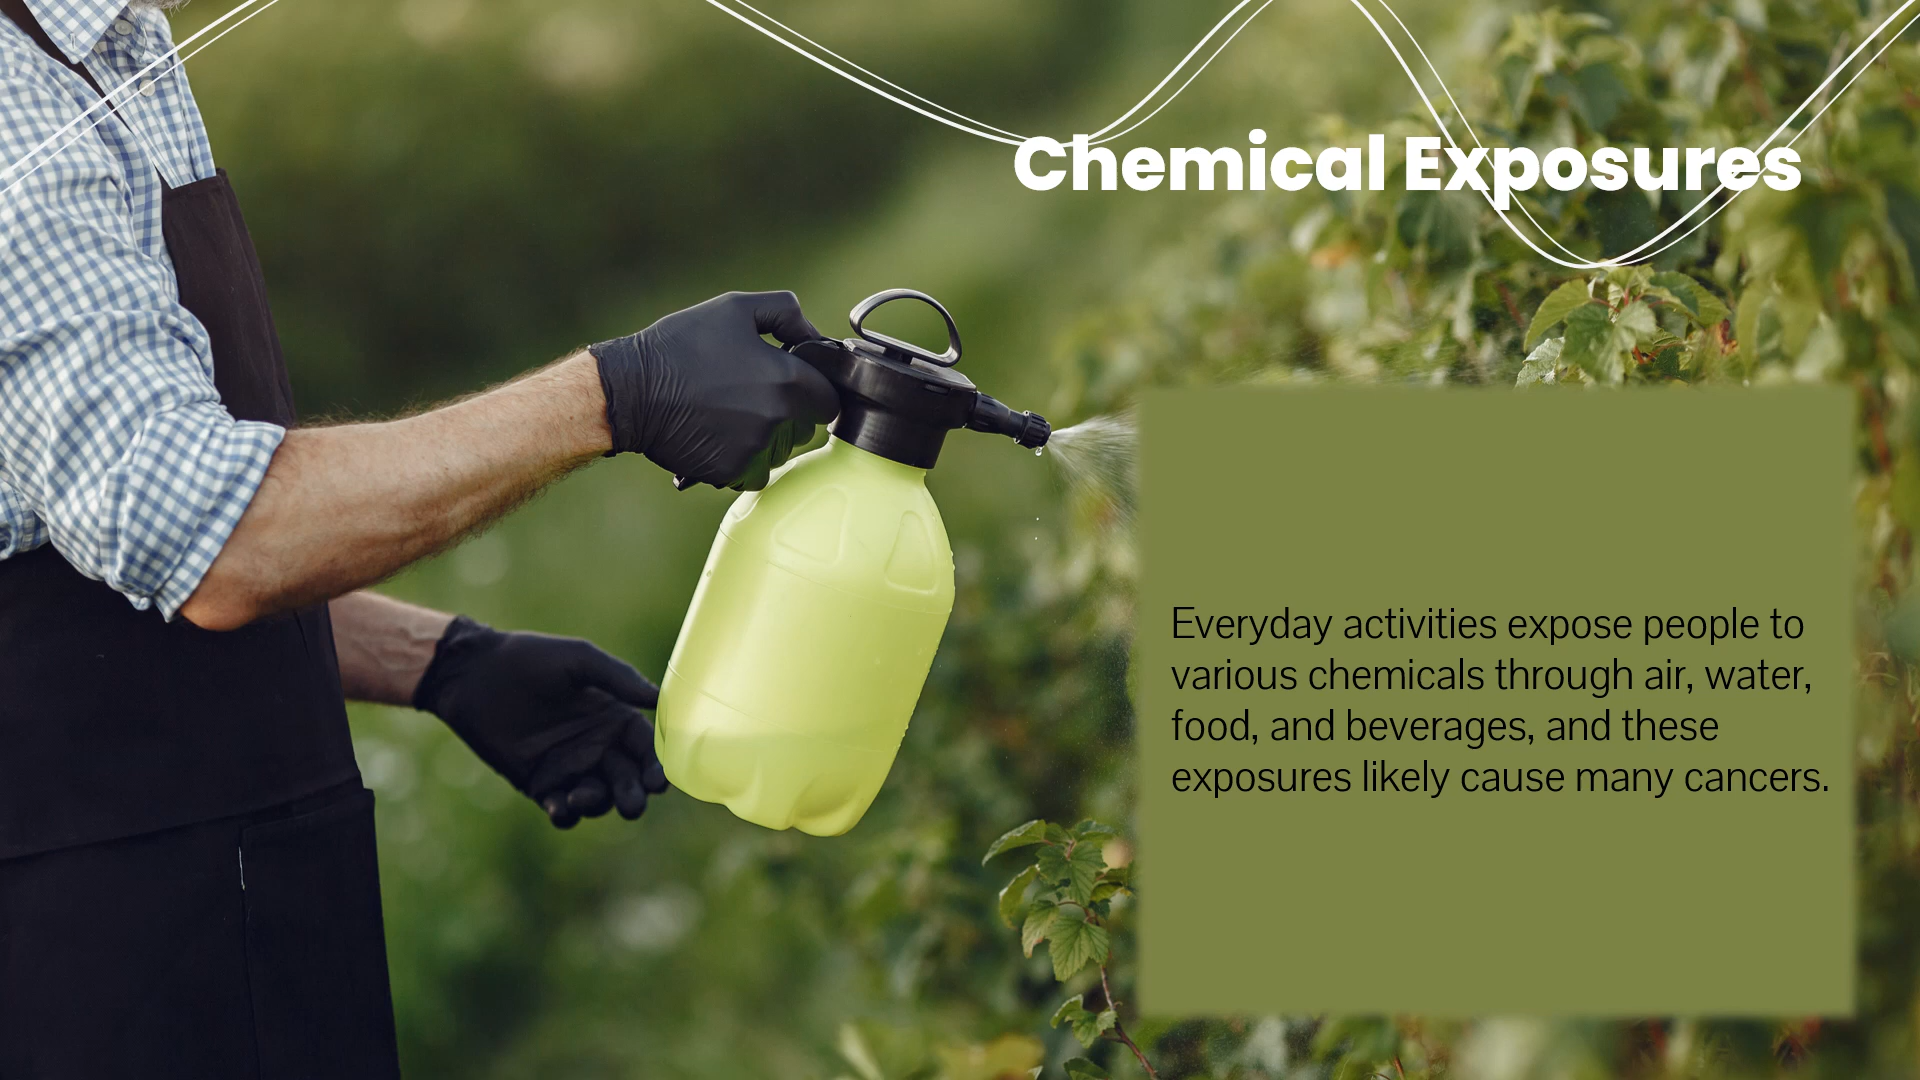 Chemical Exposures
Everyday activities expose people to
various chemicals through air, water,
food, and beverages, and these
exposures likely cause many cancers.